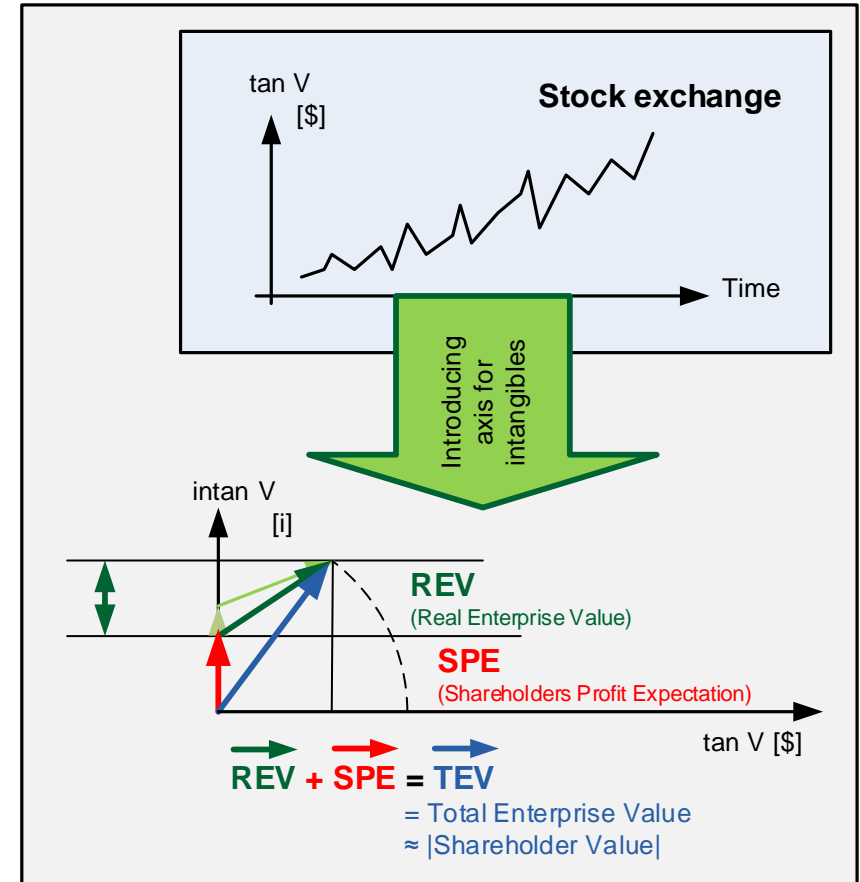 tan V
[$]
Stock exchange
Time
Introducing
axis for
intangibles
intan V
[i]
REV
(Real Enterprise Value)
SPE
(Shareholders Profit Expectation)
tan V [$]
REV + SPE = TEV
= Total Enterprise Value
≈ |Shareholder Value|